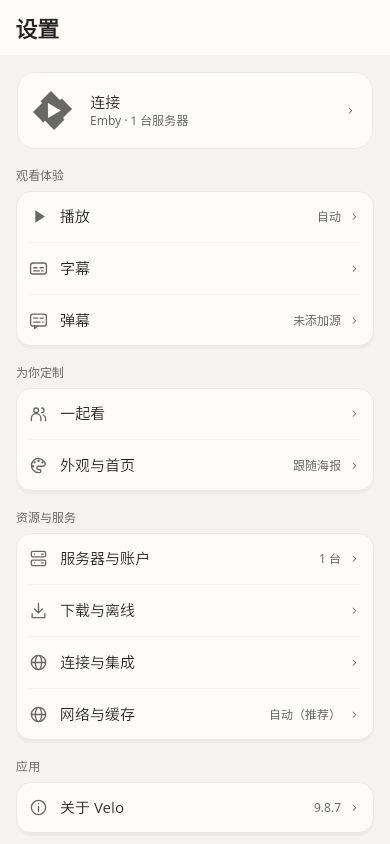 设置
连接
Emby · 1 台服务器
观看体验
播放 自动
字幕
弹幕 未添加源
为你定制
一起看
外观与首页 跟随海报
资源与服务
服务器与账户 1 台
下载与离线
连接与集成
网络与缓存 自动（推荐）
应用
关于 Velo 9.8.7